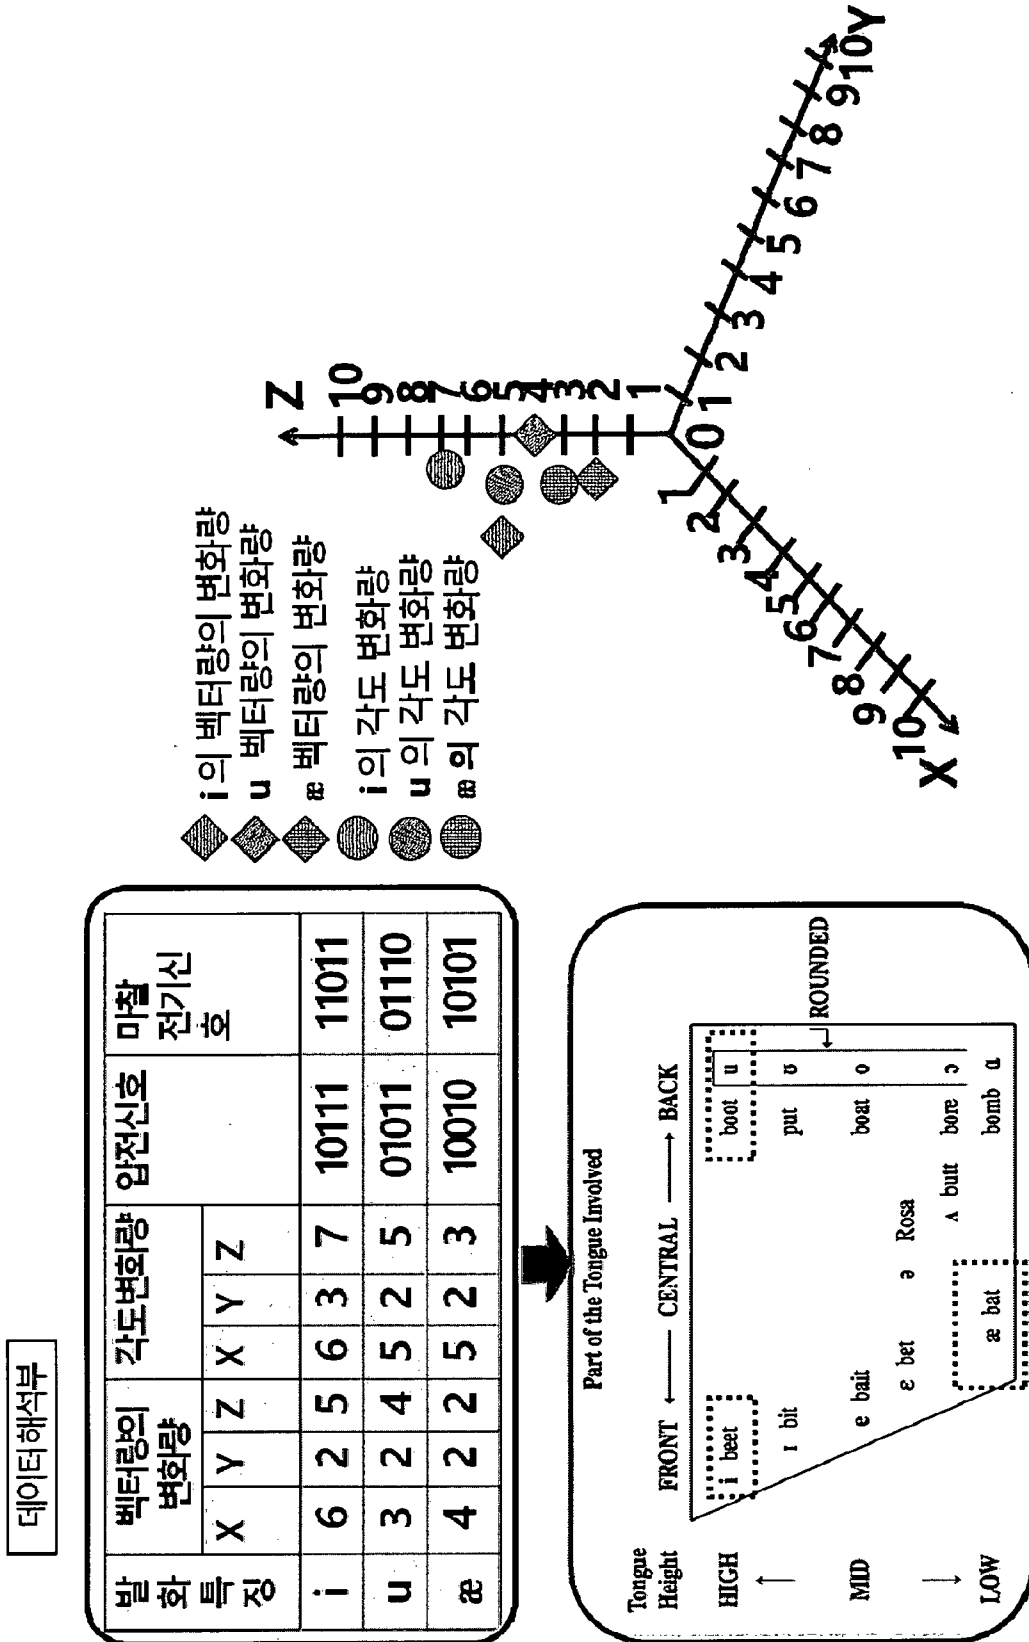 데이터해석부
발화특징 벡터량의 변화량 각도변화량 압전신호 마찰전기신호
X Y Z X Y Z
i 6 2 5 6 3 7 10111 11011
u 3 2 4 5 2 5 01011 01110
æ 4 2 2 5 2 3 10010 10101
i 의 벡터량의 변화량
u 벡터량의 변화량
æ 벡터량의 변화량
i 의 각도 변화량
u 의 각도 변화량
æ 의 각도 변화량
Z
10
9
8
7
6
5
4
3
2
1
0
1 2 3 4 5 6 7 8 9 10 Y
1 2 3 4 5 6 7 8 9 10 X
Part of the Tongue Involved
Tongue Height
FRONT ← CENTRAL → BACK
HIGH i beet boot u
ɪ bit put ʊ
ROUNDED
↑
MID e bait boat o
ɛ bet ə Rosa
↓
ʌ butt bore ɔ
LOW æ bat bomb ɑ